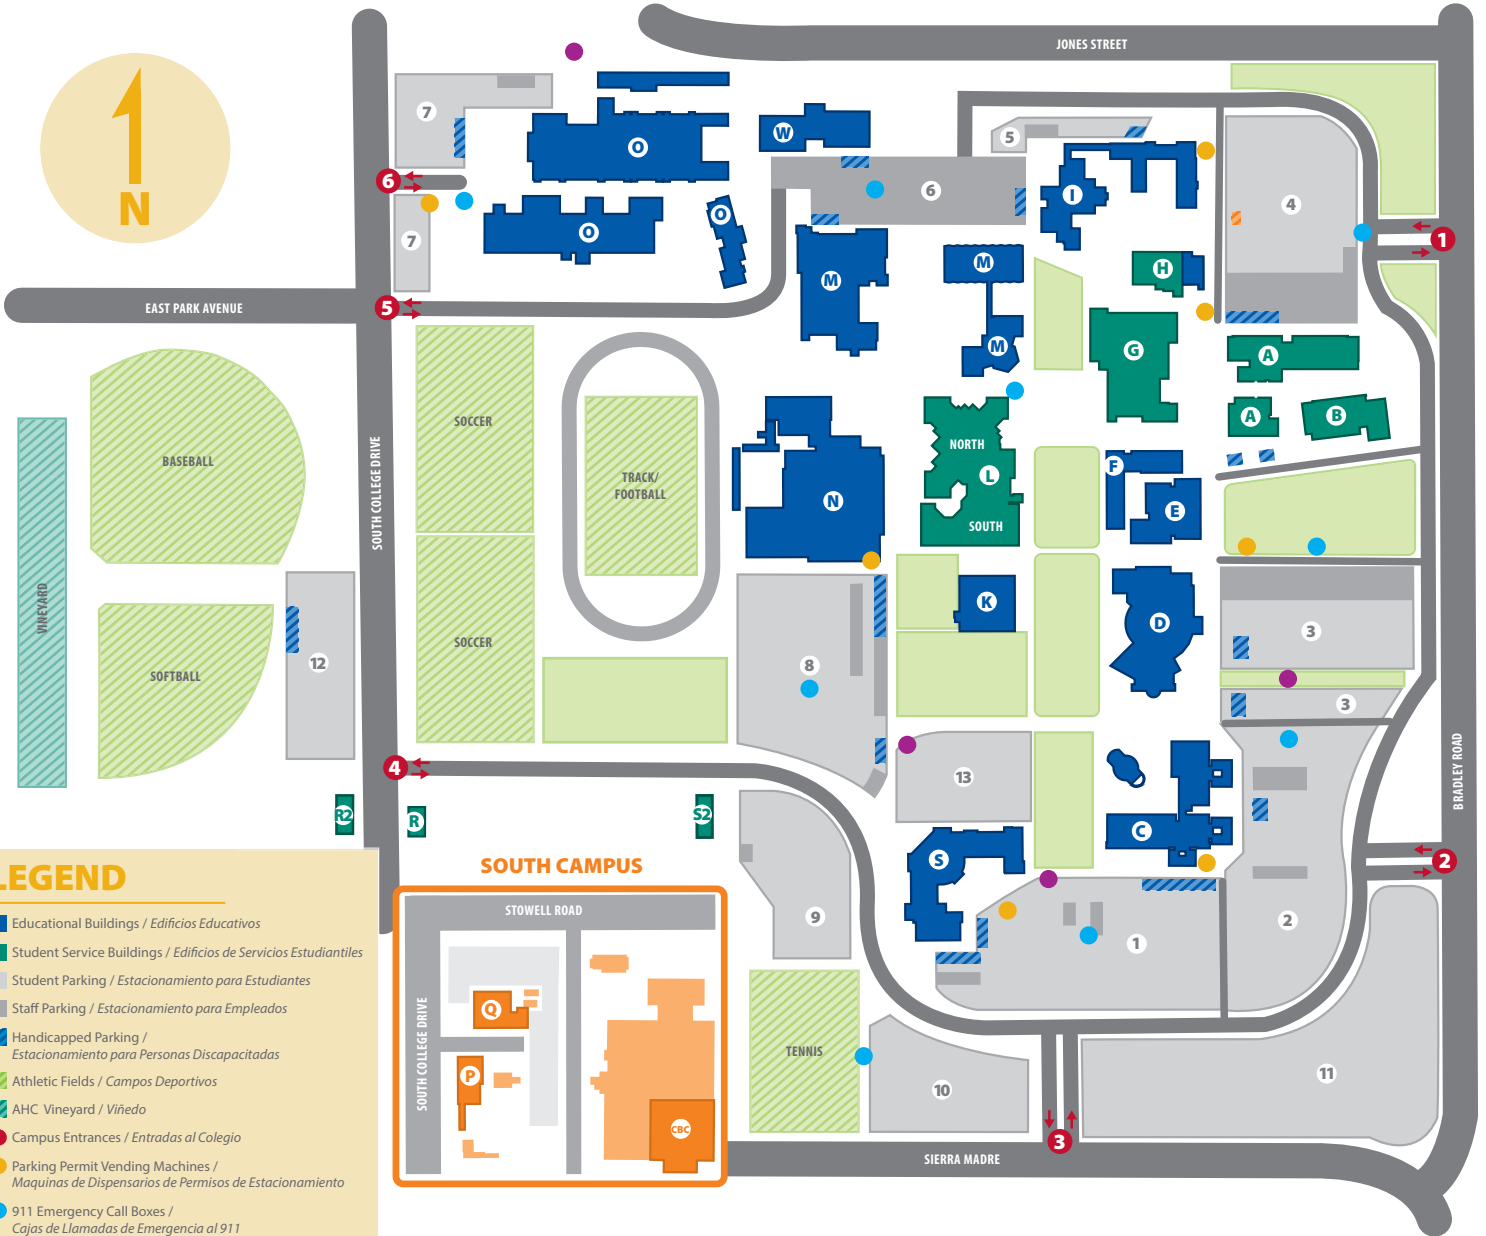 JONES STREET
N
7
O
W
5
6
6
I
4
7
O
O
1
M
M
H
EAST PARK AVENUE
5
M
G
A
A
B
SOCCER
BASEBALL
SOUTH COLLEGE DRIVE
TRACK/
FOOTBALL
NORTH
L
SOUTH
F
E
N
VINEYARD
SOFTBALL
12
SOCCER
8
K
D
3
3
4
13
BRADLEY ROAD
R2
R
S2
C
S
2
9
1
2
SOUTH CAMPUS
STOWELL ROAD
SOUTH COLLEGE DRIVE
Q
P
CBC
TENNIS
10
11
3
SIERRA MADRE
LEGEND
Educational Buildings / Edificios Educativos
Student Service Buildings / Edificios de Servicios Estudiantiles
Student Parking / Estacionamiento para Estudiantes
Staff Parking / Estacionamiento para Empleados
Handicapped Parking /
Estacionamiento para Personas Discapacitadas
Athletic Fields / Campos Deportivos
AHC Vineyard / Viñedo
Campus Entrances / Entradas al Colegio
Parking Permit Vending Machines /
Maquinas de Dispensarios de Permisos de Estacionamiento
911 Emergency Call Boxes /
Cajas de Llamadas de Emergencia al 911